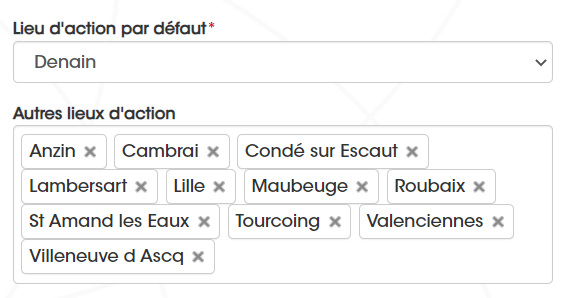 Lieu d'action par défaut*
Denain
Autres lieux d'action
Anzin × Cambrai × Condé sur Escaut ×
Lambersart × Lille × Maubeuge × Roubaix ×
St Amand les Eaux × Tourcoing × Valenciennes ×
Villeneuve d Ascq ×